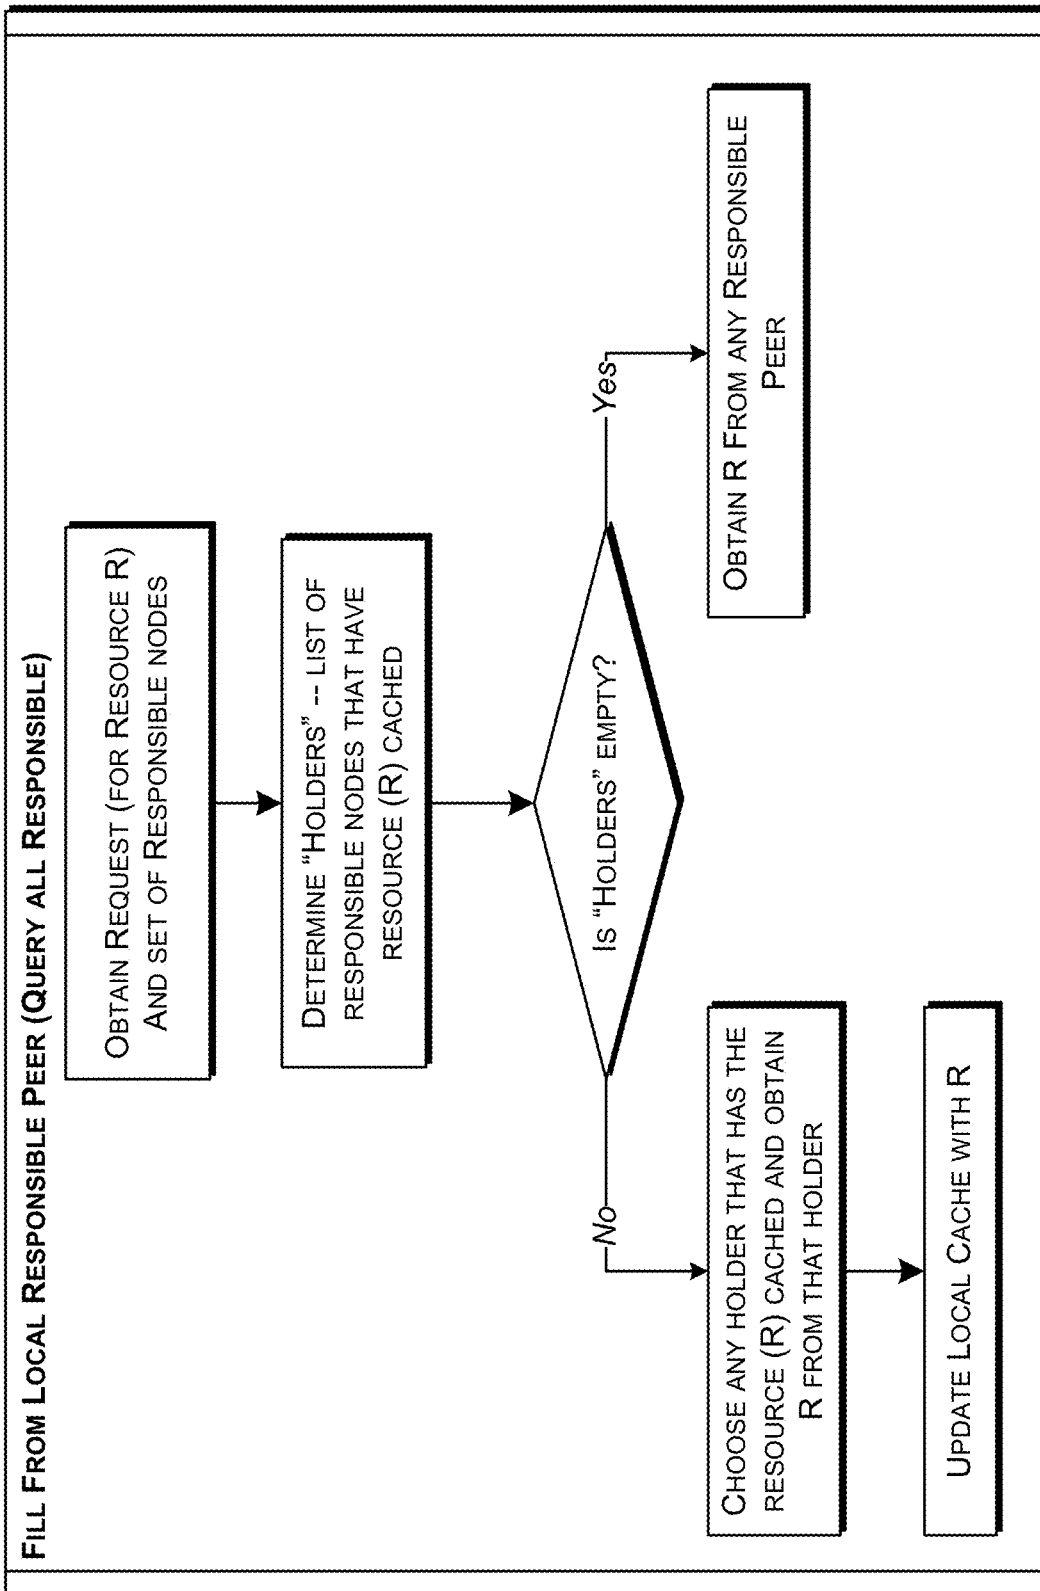 FILL FROM LOCAL RESPONSIBLE PEER (QUERY ALL RESPONSIBLE)
OBTAIN REQUEST (FOR RESOURCE R)
AND SET OF RESPONSIBLE NODES
DETERMINE “HOLDERS” -- LIST OF
RESPONSIBLE NODES THAT HAVE
RESOURCE (R) CACHED
IS “HOLDERS” EMPTY?
No
Yes
CHOOSE ANY HOLDER THAT HAS THE
RESOURCE (R) CACHED AND OBTAIN
R FROM THAT HOLDER
OBTAIN R FROM ANY RESPONSIBLE
PEER
UPDATE LOCAL CACHE WITH R